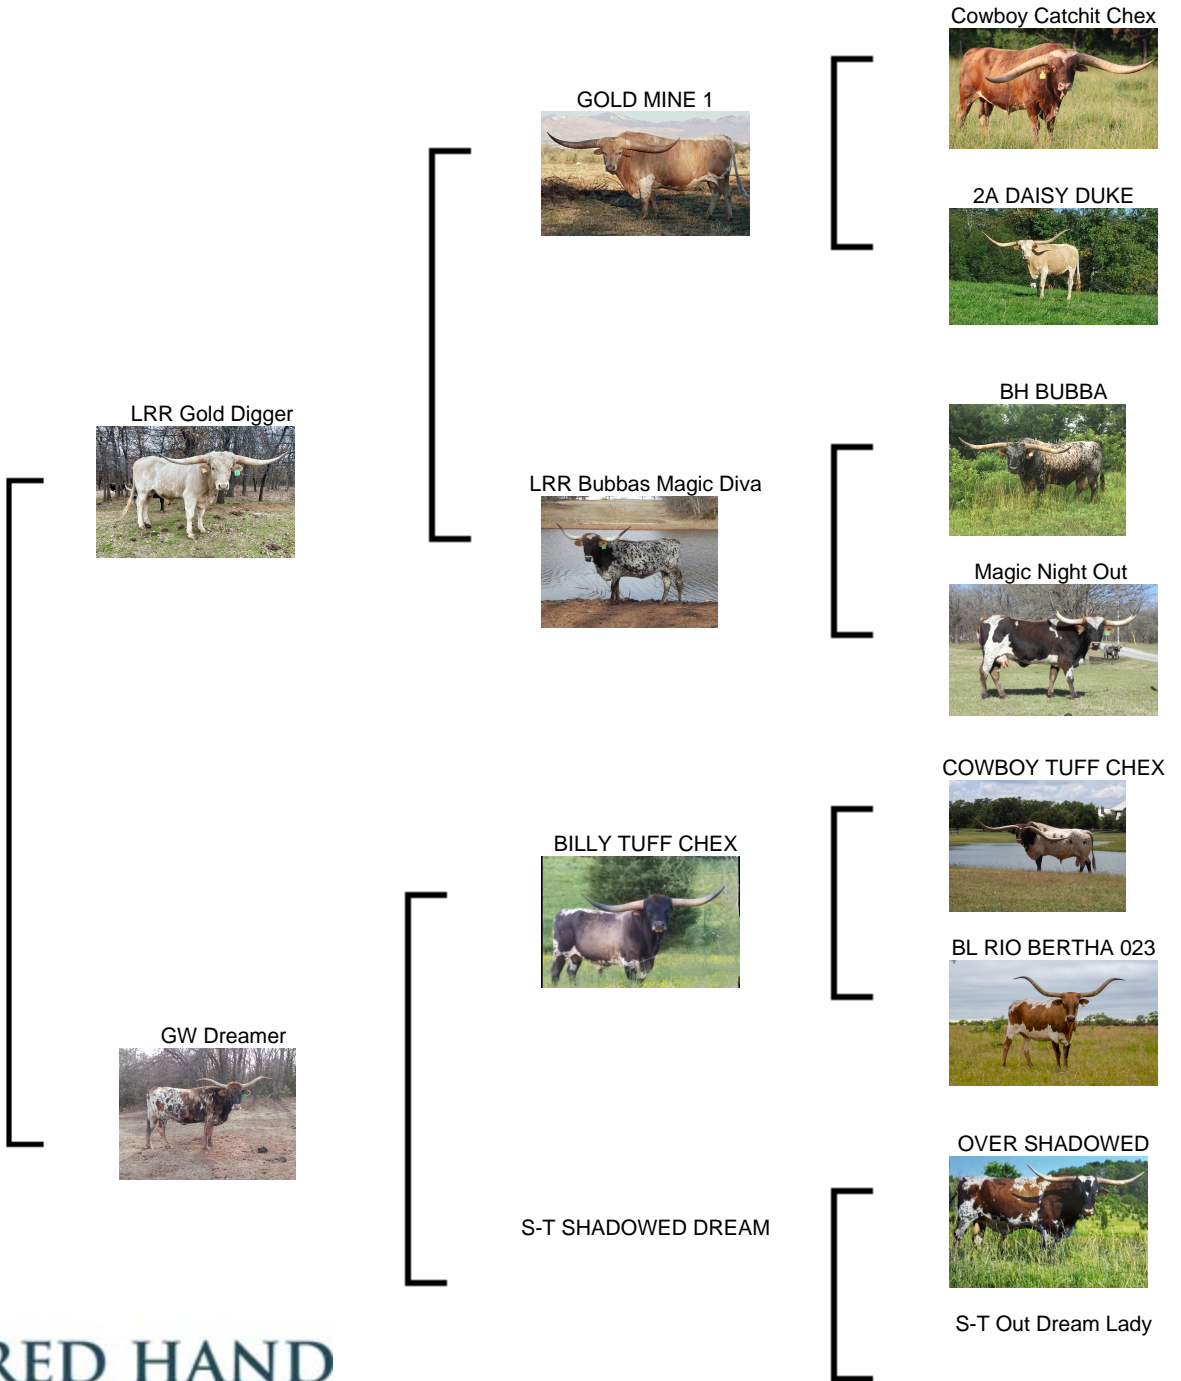 Cowboy Catchit Chex
GOLD MINE 1
2A DAISY DUKE
LRR Gold Digger
BH BUBBA
LRR Bubbas Magic Diva
Magic Night Out
COWBOY TUFF CHEX
BILLY TUFF CHEX
BL RIO BERTHA 023
GW Dreamer
OVER SHADOWED
S-T SHADOWED DREAM
S-T Out Dream Lady
RED HAND